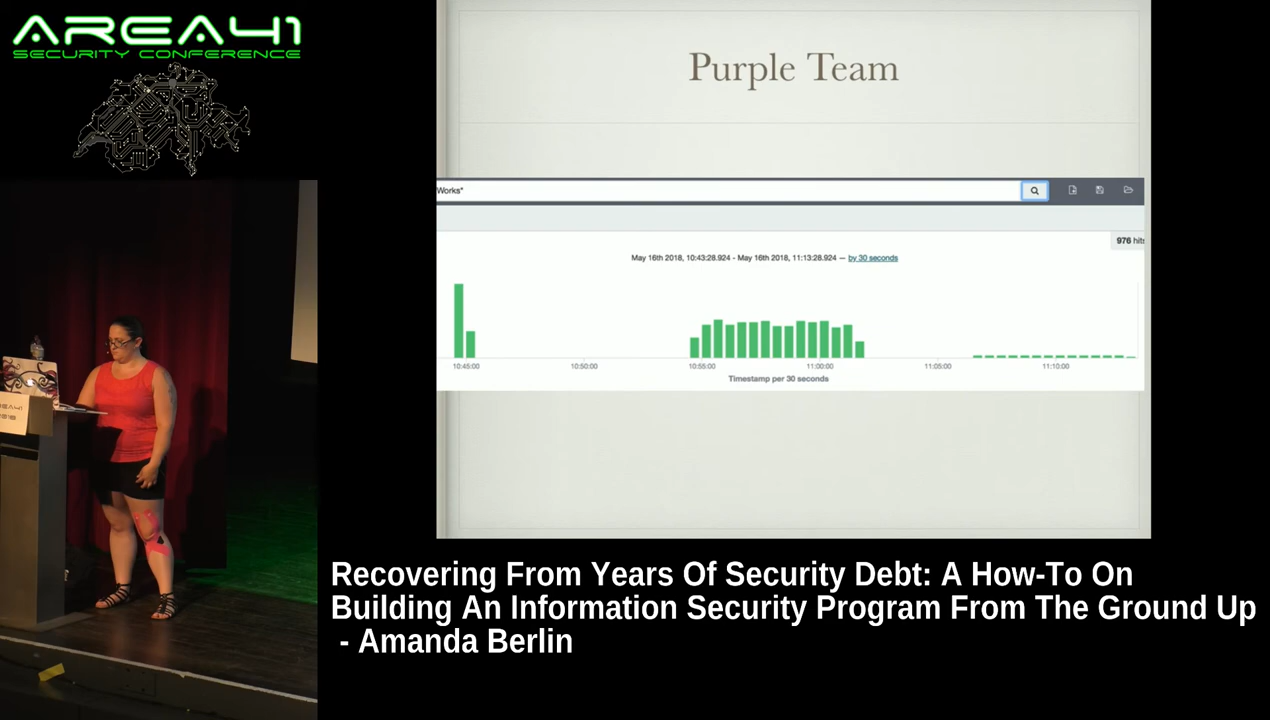 AREA41
SECURITY CONFERENCE
Purple Team
Works*
976 hits
May 16th 2018, 10:43:28.924 - May 16th 2018, 11:13:28.924 — by 30 seconds
10:45:00 10:50:00 10:55:00 11:00:00 11:05:00 11:10:00
Timestamp per 30 seconds
Recovering From Years Of Security Debt: A How-To On
Building An Information Security Program From The Ground Up
- Amanda Berlin